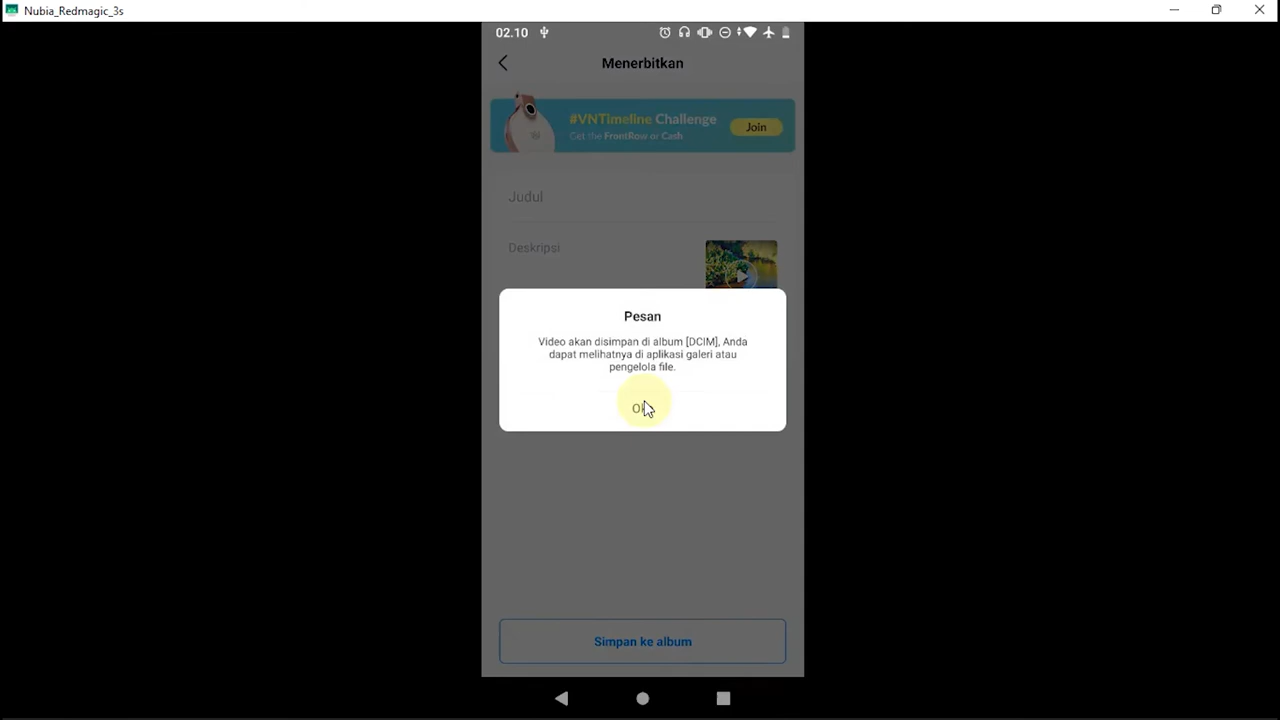 Nubia_Redmagic_3s
02.10
Menerbitkan
#VNTimeline Challenge
Get the FrontRow or Cash
Join
Judul
Deskripsi
Pesan
Video akan disimpan di album [DCIM], Anda
dapat melihatnya di aplikasi galeri atau
pengelola file.
Simpan ke album